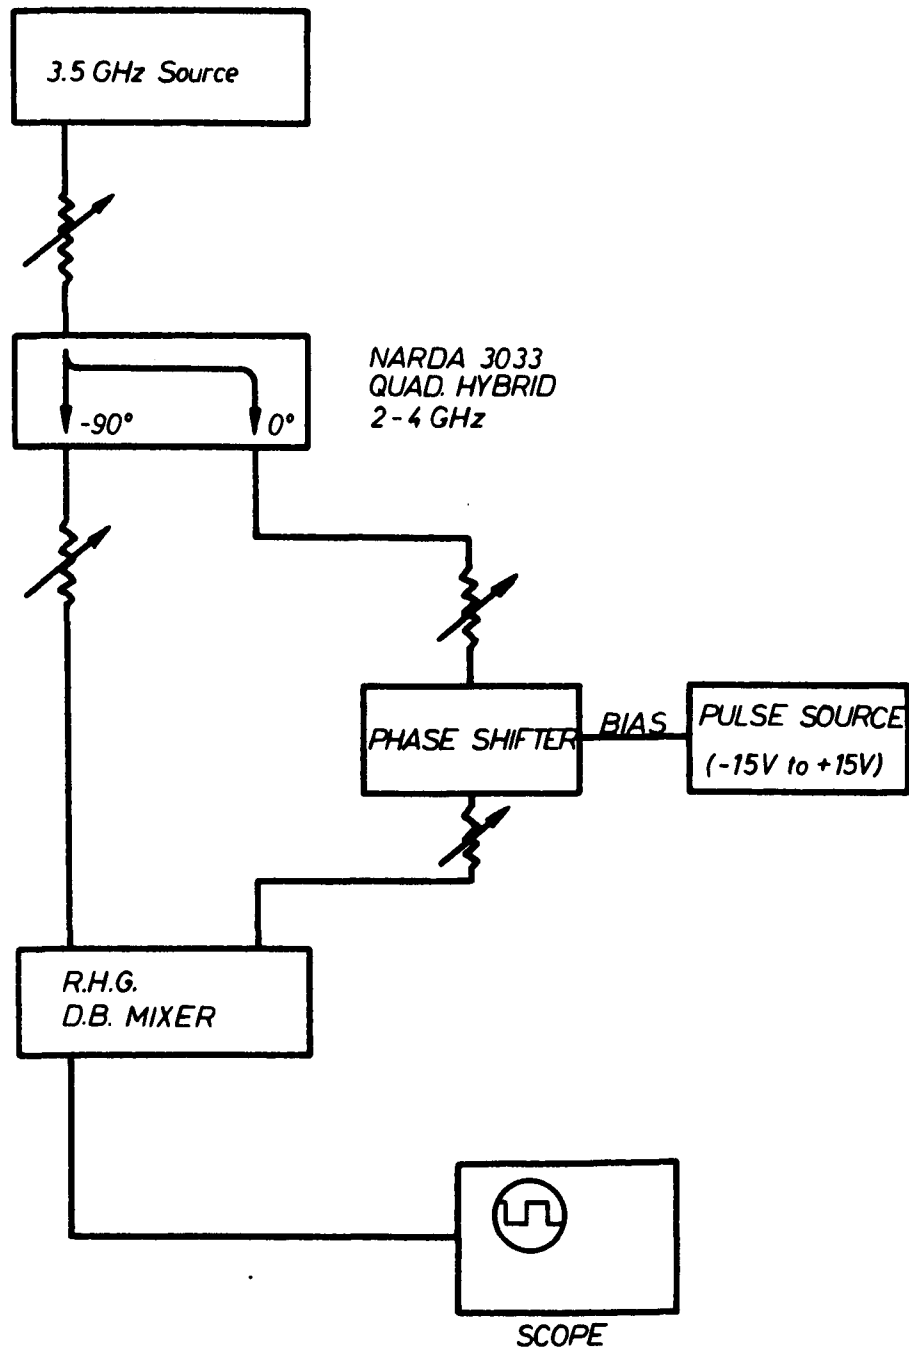 3.5 GHz Source
NARDA 3033
QUAD. HYBRID
2-4 GHz
-90°
0°
PHASE SHIFTER
BIAS
PULSE SOURCE
(-15V to +15V)
R.H.G.
D.B. MIXER
SCOPE